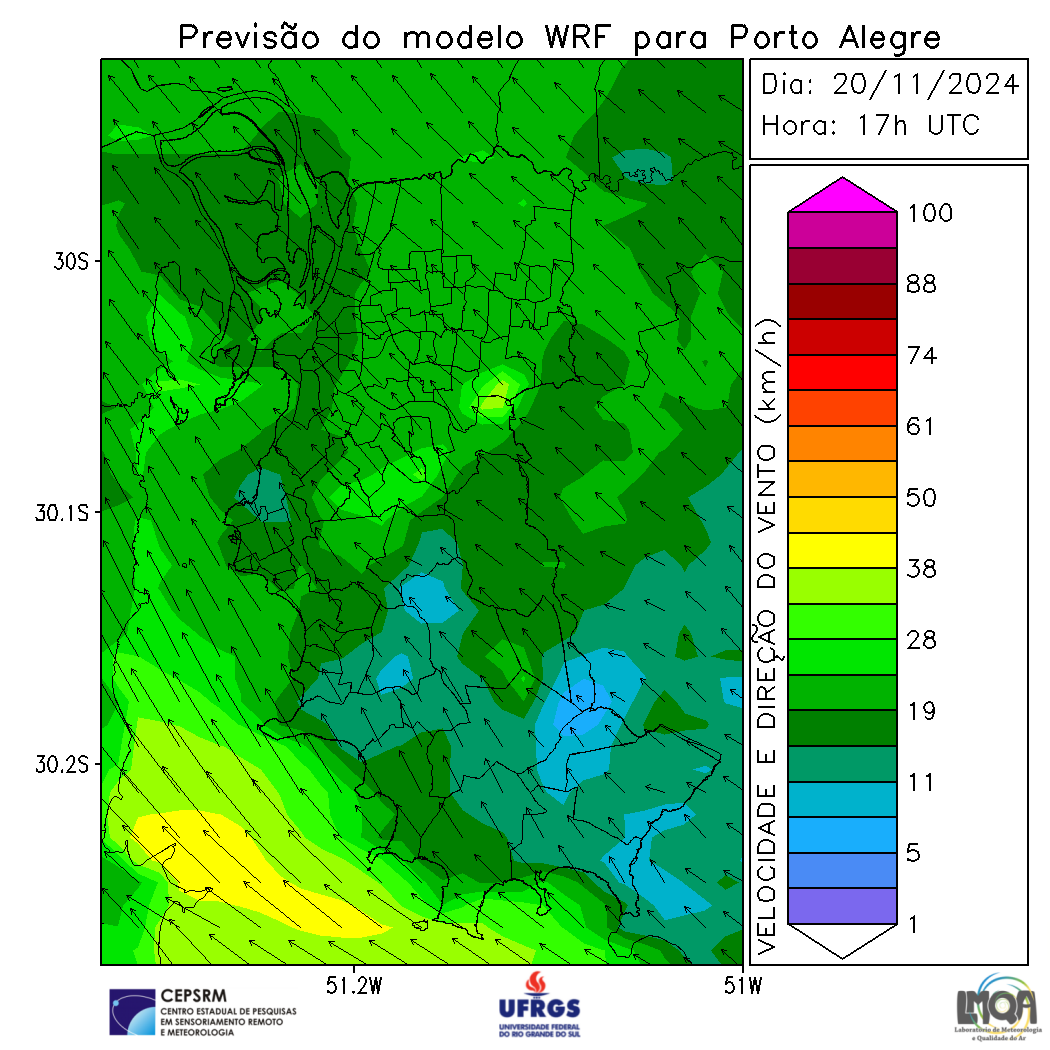 Previsão do modelo WRF para Porto Alegre
Dia: 20/11/2024
Hora: 17h UTC
30S
30.1S
30.2S
51.2W
51W
VELOCIDADE E DIREÇÃO DO VENTO (km/h)
100
88
74
61
50
38
28
19
11
5
1
CEPSRM
CENTRO ESTADUAL DE PESQUISAS
EM SENSORIAMENTO REMOTO
E METEOROLOGIA
UFRGS
UNIVERSIDADE FEDERAL
DO RIO GRANDE DO SUL
LMQA
Laboratório de Meteorologia
e Qualidade do Ar